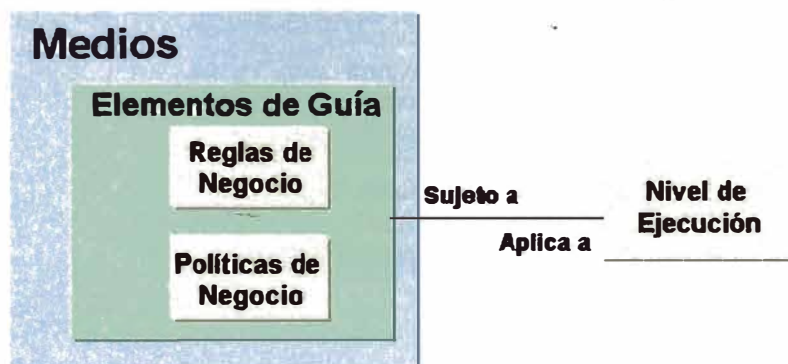 Medios
Elementos de Guía
Reglas de
Negocio
Políticas de
Negocio
Sujeto a
Aplica a
Nivel de
Ejecución